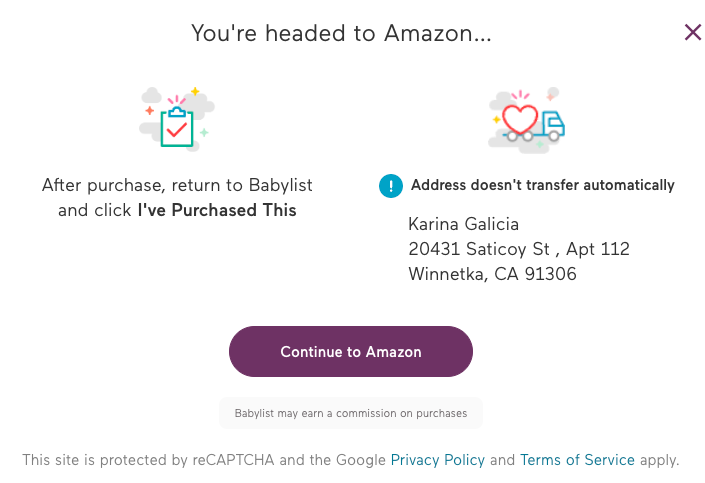 You're headed to Amazon...
After purchase, return to Babylist
and click I've Purchased This
! Address doesn't transfer automatically
Karina Galicia
20431 Saticoy St , Apt 112
Winnetka, CA 91306
Continue to Amazon
Babylist may earn a commission on purchases
This site is protected by reCAPTCHA and the Google Privacy Policy and Terms of Service apply.